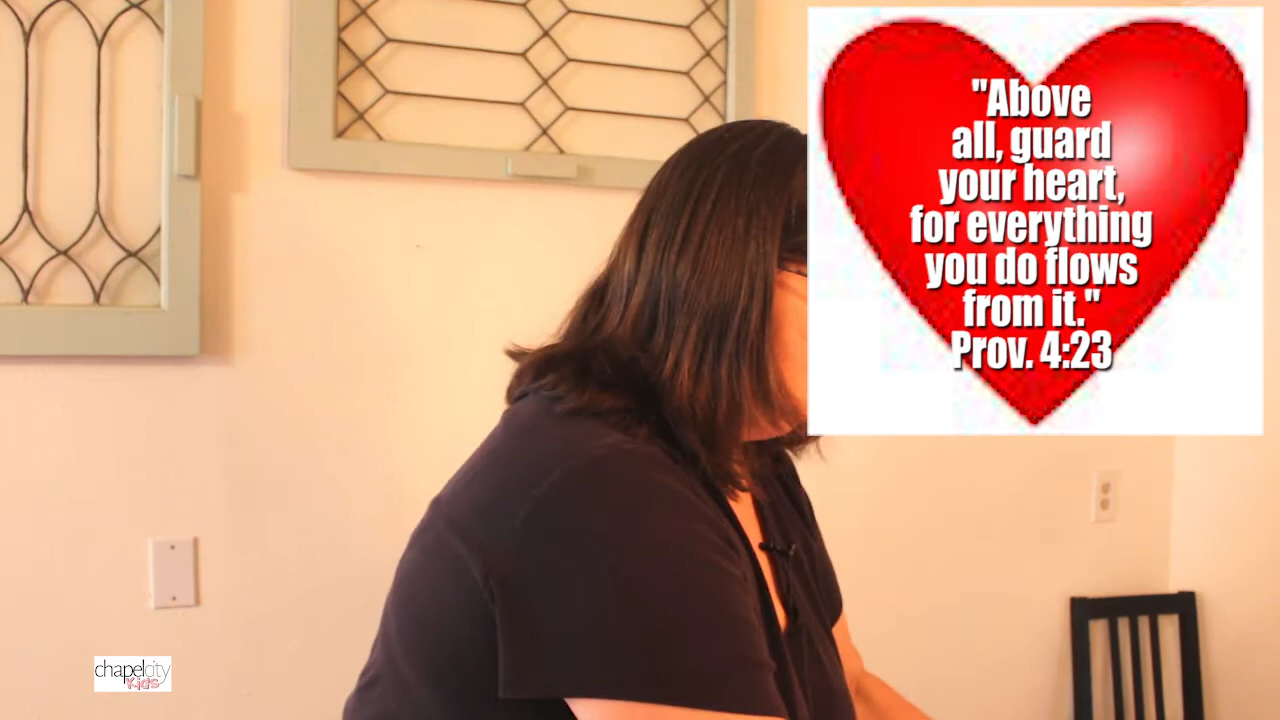 "Above
all, guard
your heart,
for everything
you do flows
from it."
Prov. 4:23
chapelcity
Kids